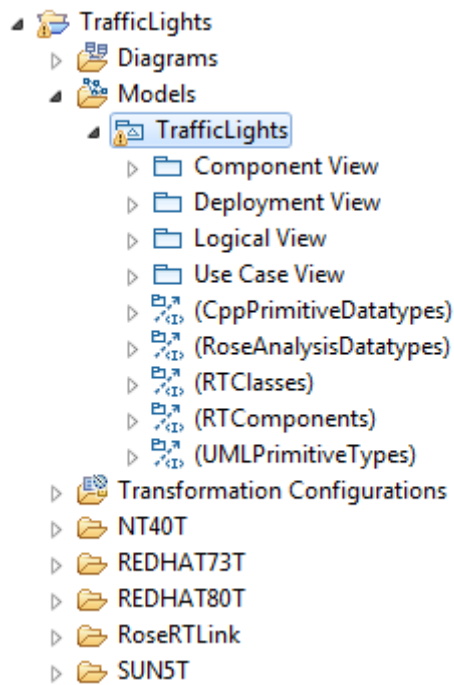 TrafficLights
Diagrams
Models
TrafficLights
Component View
Deployment View
Logical View
Use Case View
(CppPrimitiveDatatypes)
(RoseAnalysisDatatypes)
(RTClasses)
(RTComponents)
(UMLPrimitiveTypes)
Transformation Configurations
NT40T
REDHAT73T
REDHAT80T
RoseRTLink
SUN5T